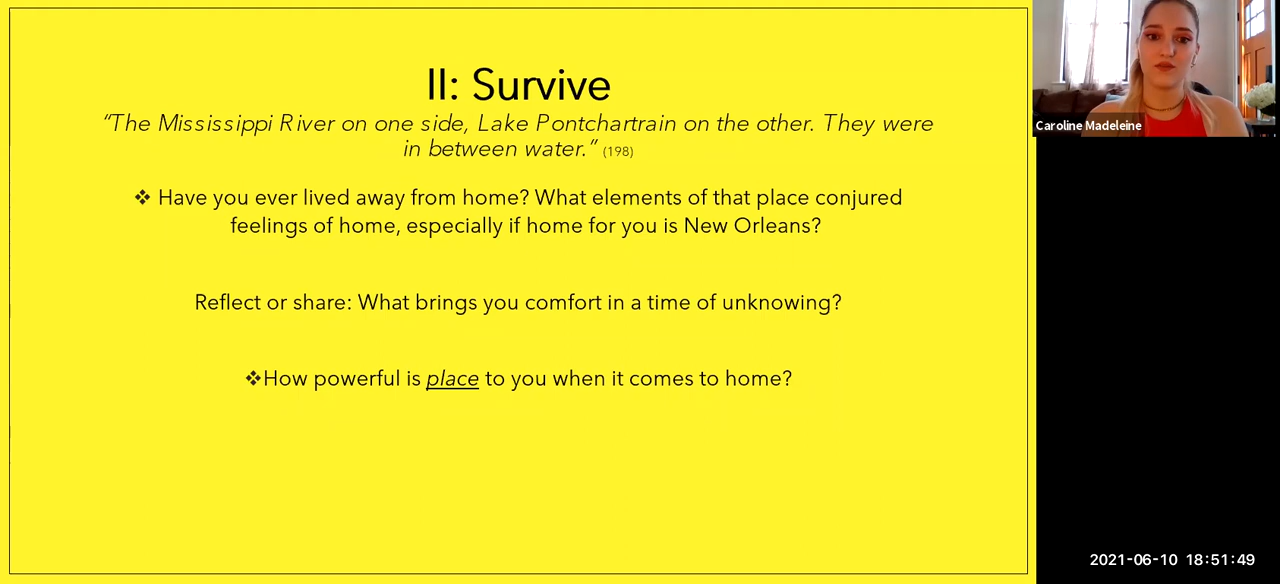 II: Survive
“The Mississippi River on one side, Lake Pontchartrain on the other. They were
in between water.” (198)
❖ Have you ever lived away from home? What elements of that place conjured
feelings of home, especially if home for you is New Orleans?
Reflect or share: What brings you comfort in a time of unknowing?
❖How powerful is place to you when it comes to home?
Caroline Madeleine
2021-06-10 18:51:49